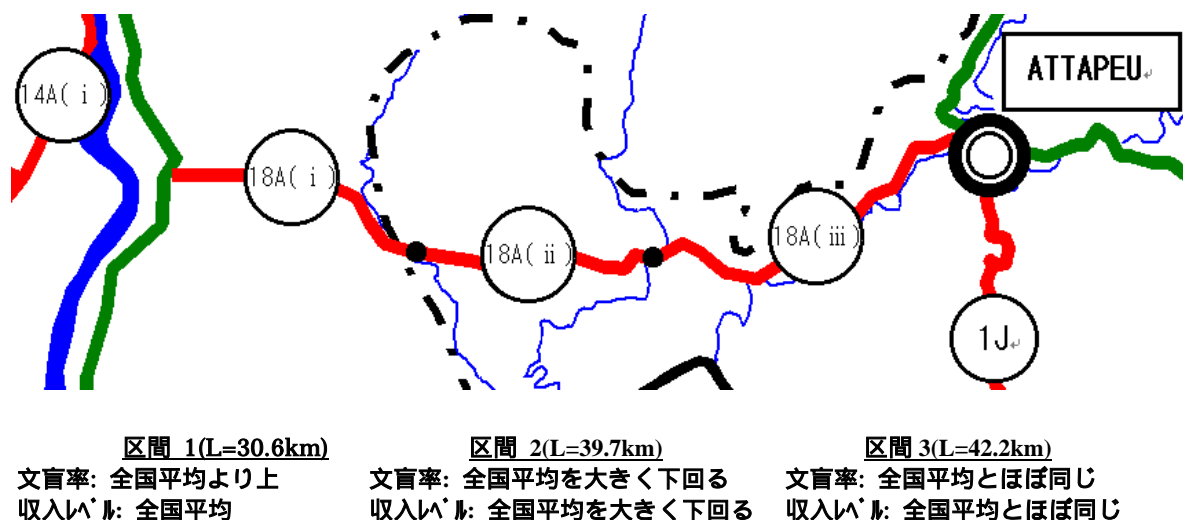 ATTAPEU
14A( i )
18A( i )
18A( ii )
18A( iii )
1J
区間 1(L=30.6km)
文盲率: 全国平均より上
収入レベル: 全国平均
区間 2(L=39.7km)
文盲率: 全国平均を大きく下回る
収入レベル: 全国平均を大きく下回る
区間 3(L=42.2km)
文盲率: 全国平均とほぼ同じ
収入レベル: 全国平均とほぼ同じ